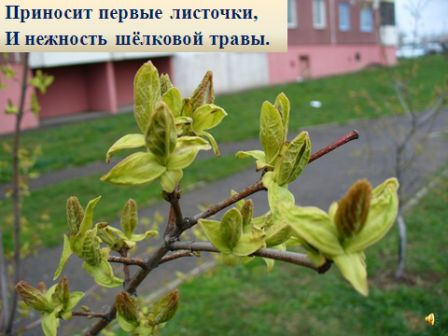 Приносит первые листочки,
И нежность шёлковой травы.